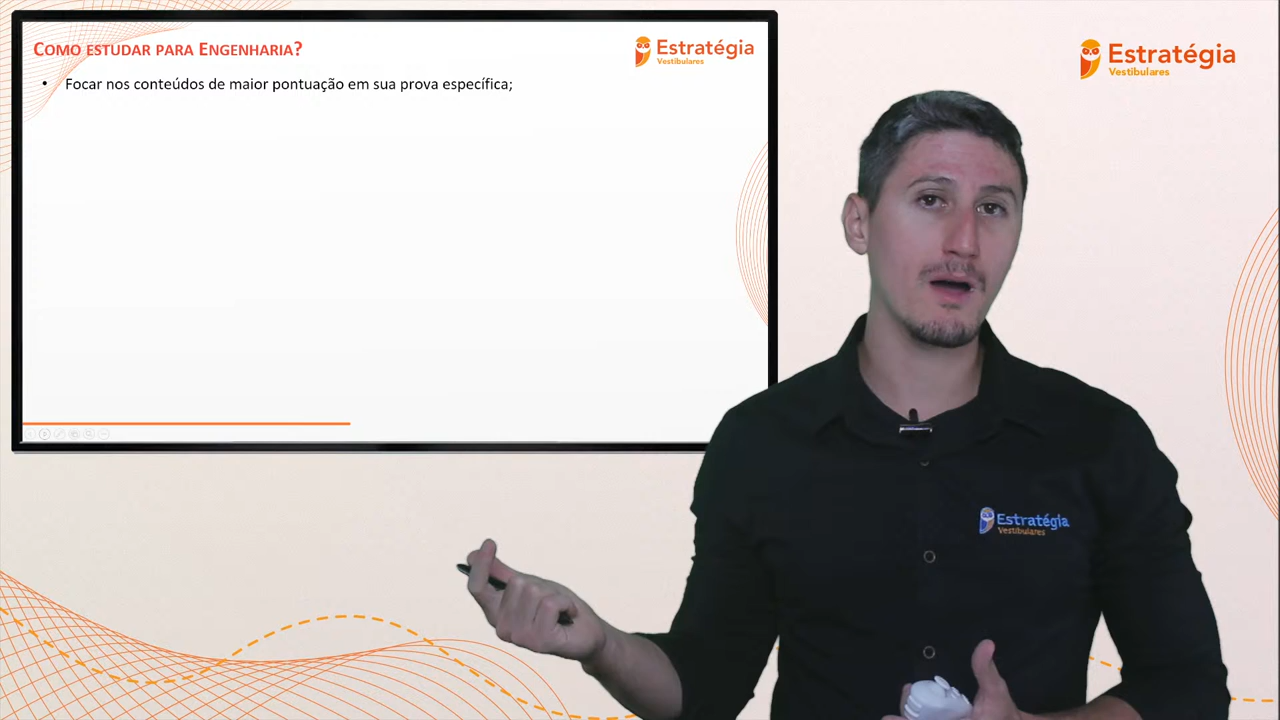 COMO ESTUDAR PARA ENGENHARIA?
Estratégia
Vestibulares
• Focar nos conteúdos de maior pontuação em sua prova específica;
Estratégia
Vestibulares
Estratégia
Vestibulares